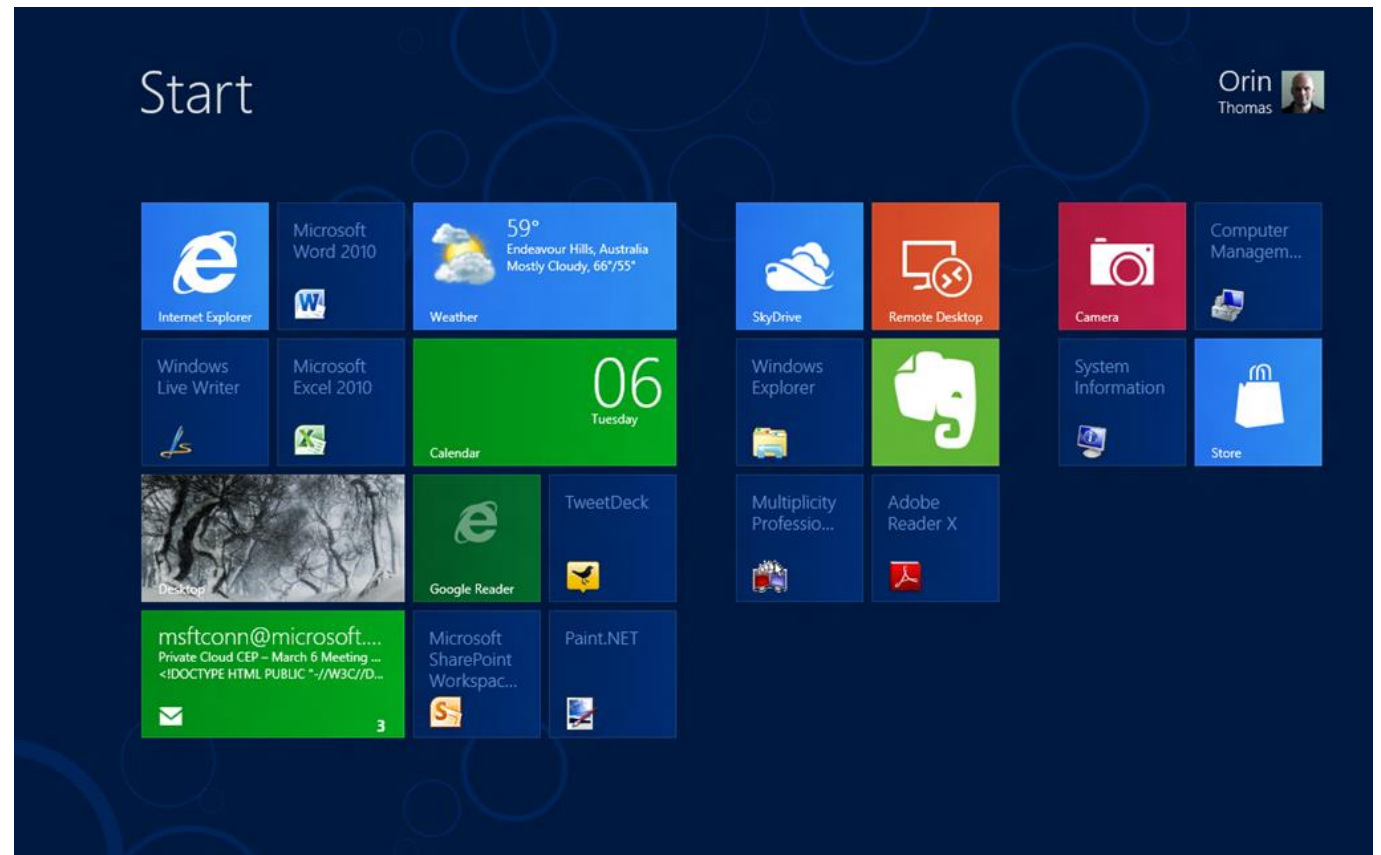 Start
Orin
Thomas
Internet Explorer
Microsoft
Word 2010
59°
Endeavour Hills, Australia
Mostly Cloudy, 66°/55°
Weather
Windows
Live Writer
Microsoft
Excel 2010
06
Tuesday
Calendar
Desktop
Google Reader
TweetDeck
msftconn@microsoft....
Private Cloud CEP – March 6 Meeting ...
<!DOCTYPE HTML PUBLIC "-//W3C//D...
3
Microsoft
SharePoint
Workspac...
Paint.NET
SkyDrive
Remote Desktop
Windows
Explorer
Multiplicity
Professio...
Adobe
Reader X
Camera
Computer
Managem...
System
Information
Store